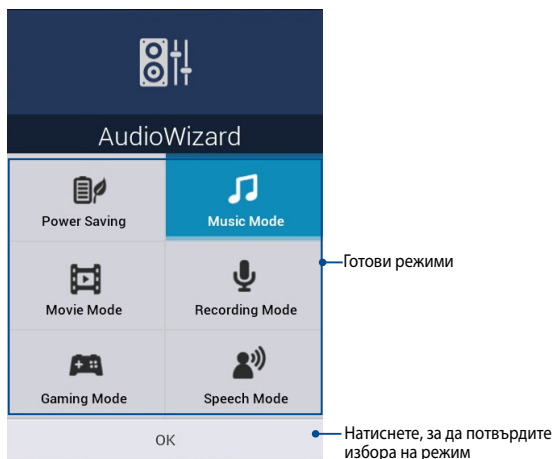 AudioWizard
Power Saving
Music Mode
Готови режими
Movie Mode
Recording Mode
Gaming Mode
Speech Mode
OK
Натиснете, за да потвърдите
избора на режим